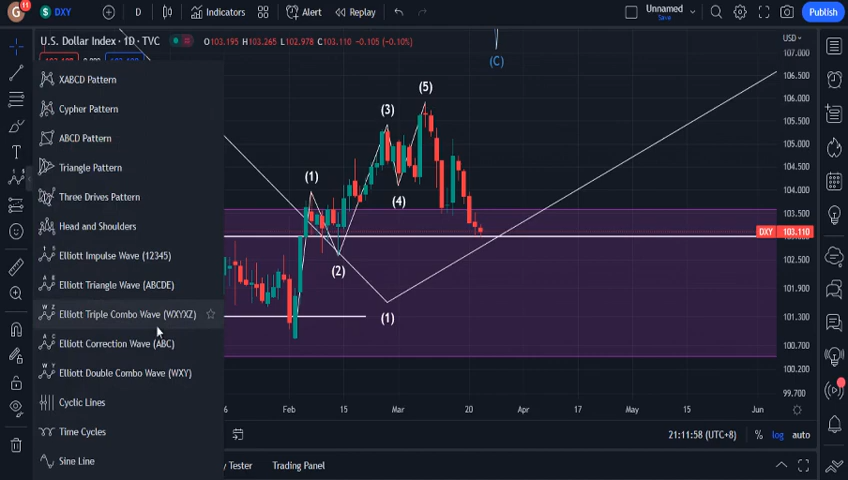 G
11
DXY
D
Indicators
Alert
Replay
Unnamed
Save
Publish
U.S. Dollar Index · 1D · TVC
O103.195 H103.265 L102.978 C103.110 -0.105 (-0.10%)
USD
107.000
106.500
106.000
105.500
105.000
104.500
104.000
103.500
DXY 103.110
102.500
101.900
101.300
100.700
100.200
99.700
(C)
(5)
(3)
(1)
(4)
(2)
(1)
XABCD Pattern
Cypher Pattern
ABCD Pattern
Triangle Pattern
Three Drives Pattern
Head and Shoulders
Elliott Impulse Wave (12345)
Elliott Triangle Wave (ABCDE)
Elliott Triple Combo Wave (WXYXZ)
Elliott Correction Wave (ABC)
Elliott Double Combo Wave (WXY)
Cyclic Lines
Time Cycles
Sine Line
6 Feb 15 Mar 20 Apr 17 May 15 Jun
21:11:58 (UTC+8) % log auto
y Tester Trading Panel